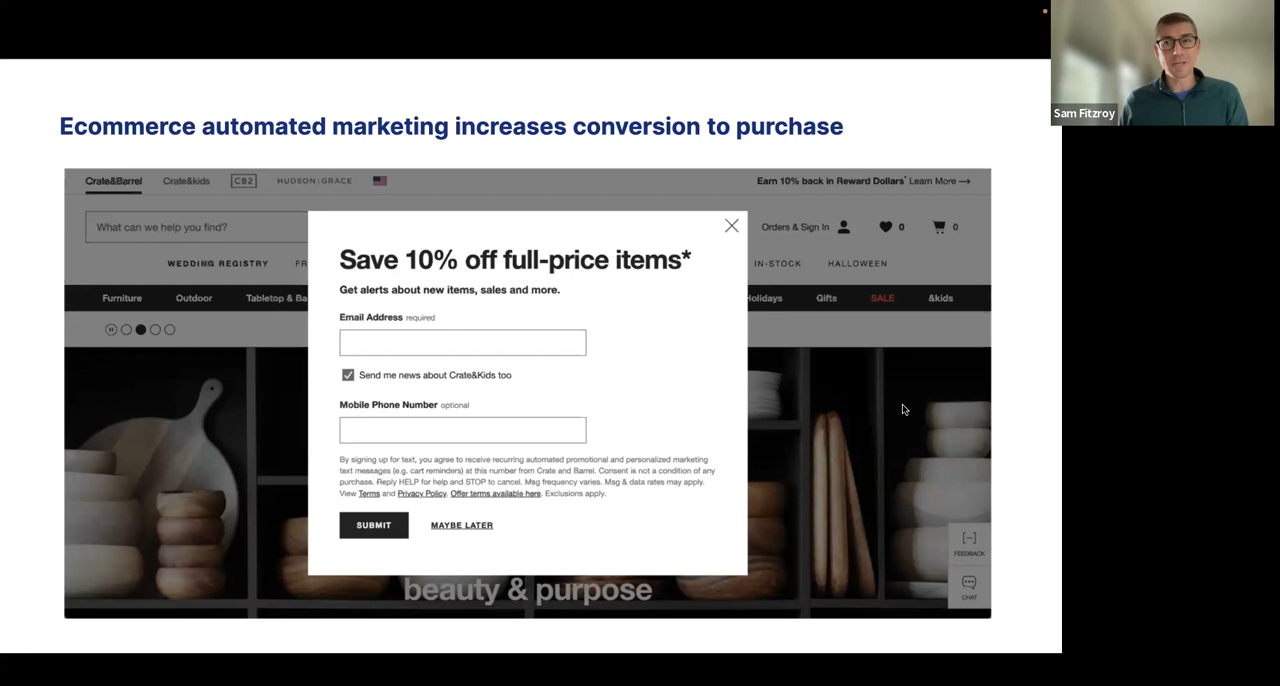 Sam Fitzroy
Ecommerce automated marketing increases conversion to purchase
Crate&Barrel Crate&kids CB2 HUDSON|GRACE Earn 10% back in Reward Dollars* Learn More →
What can we help you find? Orders & Sign In 0 0
WEDDING REGISTRY FR IN-STOCK HALLOWEEN
Furniture Outdoor Tabletop & Ba Holidays Gifts SALE &kids
Save 10% off full-price items*
Get alerts about new items, sales and more.
Email Address required
Send me news about Crate&Kids too
Mobile Phone Number optional
By signing up for text, you agree to receive recurring automated promotional and personalized marketing
text messages (e.g. cart reminders) at this number from Crate and Barrel. Consent is not a condition of any
purchase. Reply HELP for help and STOP to cancel. Msg frequency varies. Msg & data rates may apply.
View Terms and Privacy Policy. Offer terms available here. Exclusions apply.
SUBMIT MAYBE LATER
FEEDBACK
CHAT
beauty & purpose